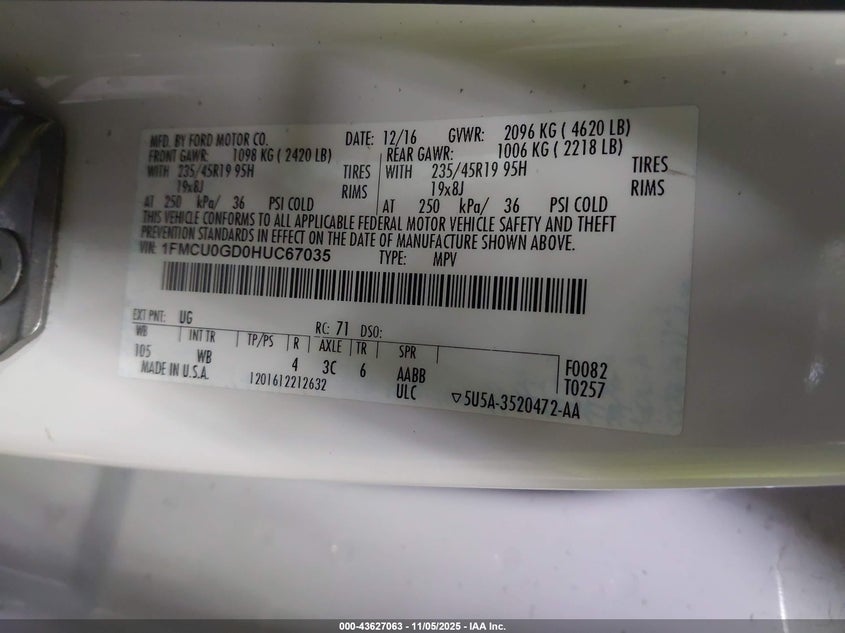 MFD. BY FORD MOTOR CO. DATE: 12/16 GVWR: 2096 KG ( 4620 LB)
FRONT GAWR: 1098 KG ( 2420 LB) REAR GAWR: 1006 KG ( 2218 LB)
WITH 235/45R19 95H TIRES WITH 235/45R19 95H TIRES
19x8J RIMS 19x8J RIMS
AT 250 kPa/ 36 PSI COLD AT 250 kPa/ 36 PSI COLD
THIS VEHICLE CONFORMS TO ALL APPLICABLE FEDERAL MOTOR VEHICLE SAFETY AND THEFT
PREVENTION STANDARDS IN EFFECT ON THE DATE OF MANUFACTURE SHOWN ABOVE.
VIN: 1FMCU0GD0HUC67035 TYPE: MPV
EXT PNT: UG RC: 71 DSO:
WB INT TR TP/PS R AXLE TR SPR
105 WB 4 3C 6 AABB F0082
MADE IN U.S.A. 1201612212632 ULC T0257
▽5U5A-3520472-AA
000-43627063 - 11/05/2025 - IAA Inc.